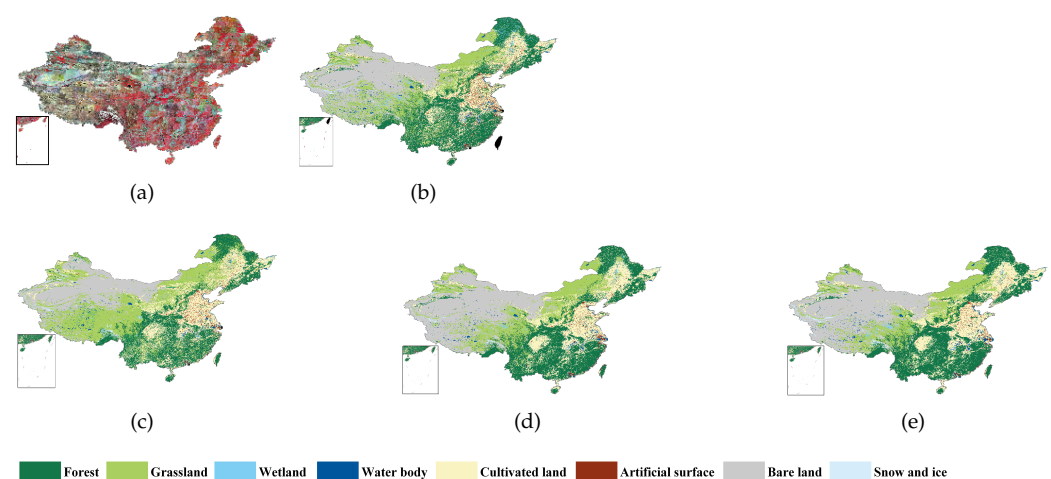 (a) (b)
(c) (d) (e)
Forest Grassland Wetland Water body Cultivated land Artificial surface Bare land Snow and ice